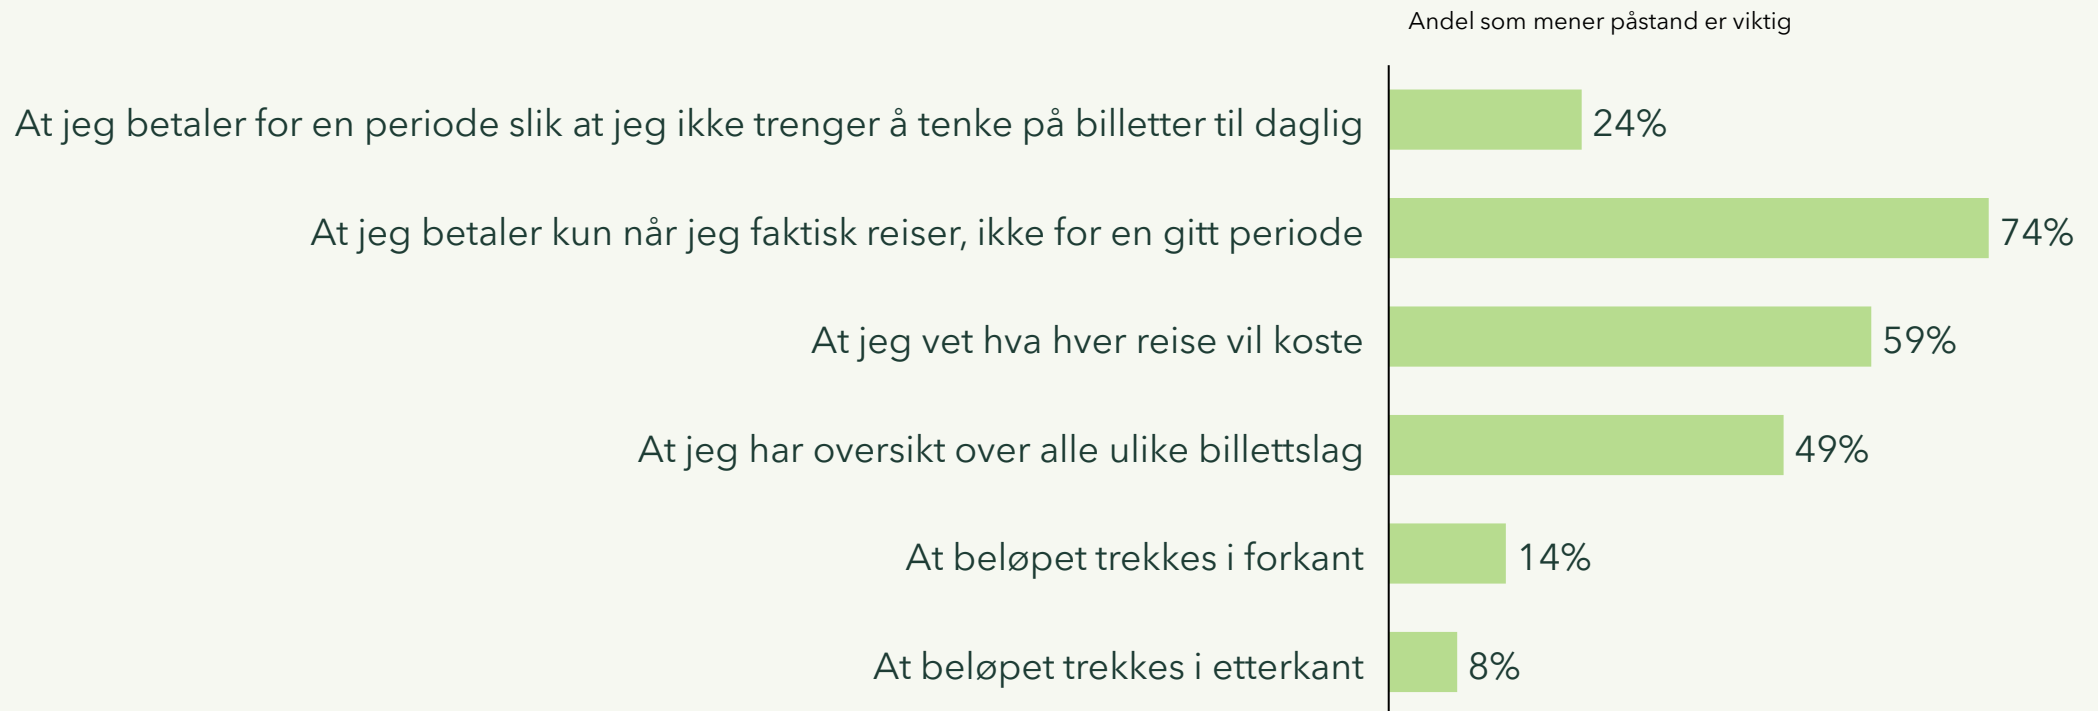 Andel som mener påstand er viktig
At jeg betaler for en periode slik at jeg ikke trenger å tenke på billetter til daglig 24%
At jeg betaler kun når jeg faktisk reiser, ikke for en gitt periode 74%
At jeg vet hva hver reise vil koste 59%
At jeg har oversikt over alle ulike billettslag 49%
At beløpet trekkes i forkant 14%
At beløpet trekkes i etterkant 8%